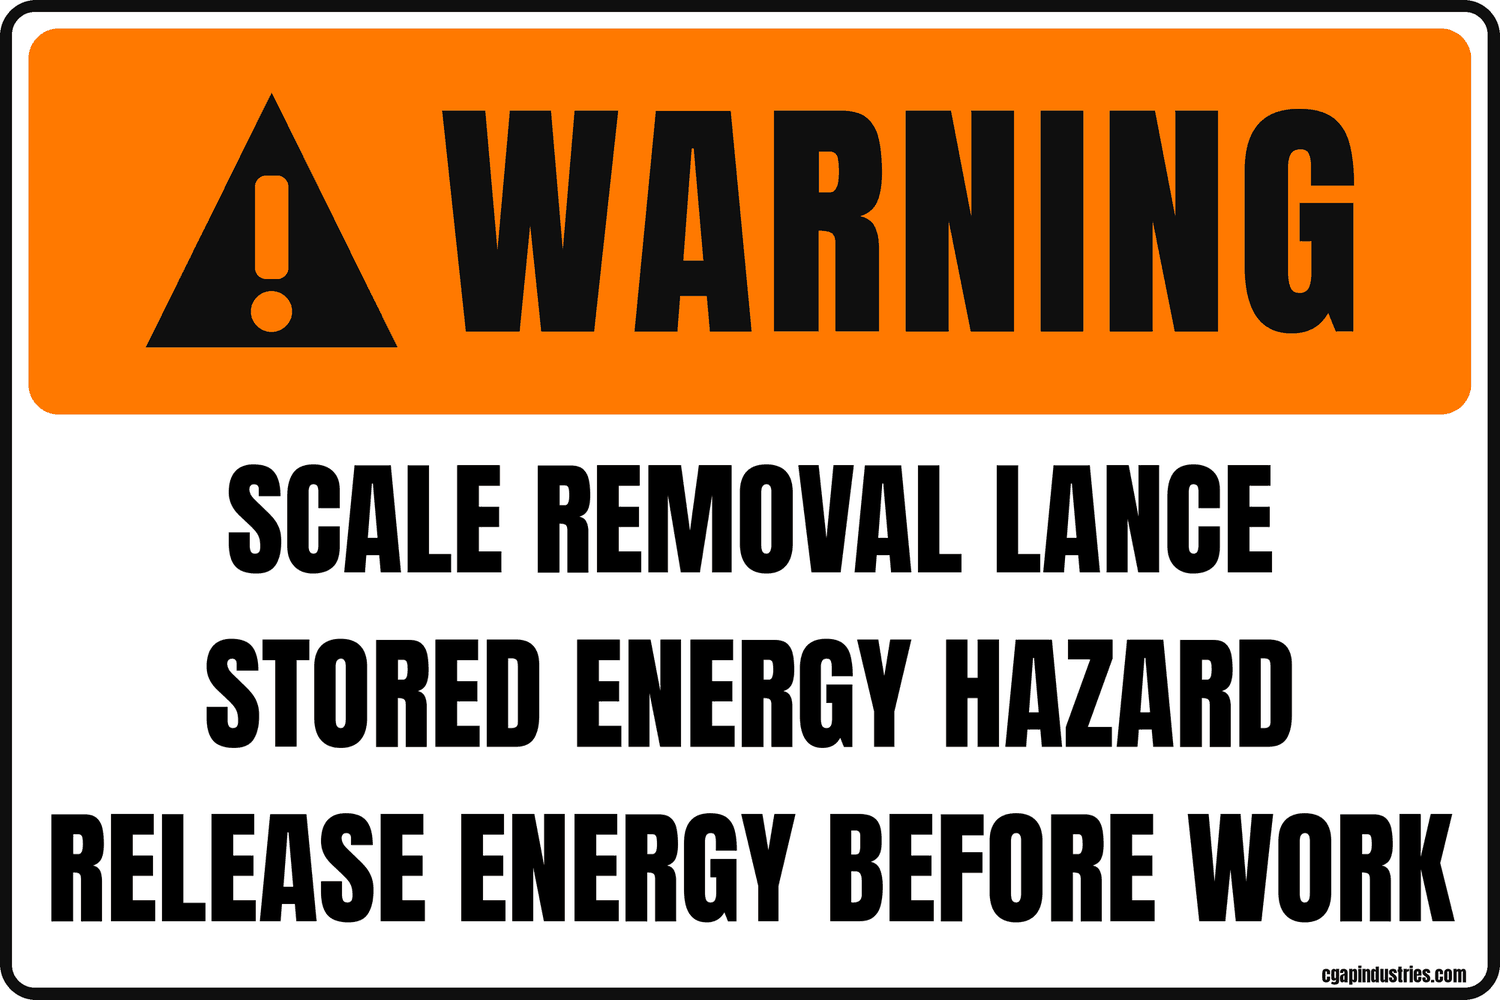 WARNING
SCALE REMOVAL LANCE
STORED ENERGY HAZARD
RELEASE ENERGY BEFORE WORK
cgapindustries.com